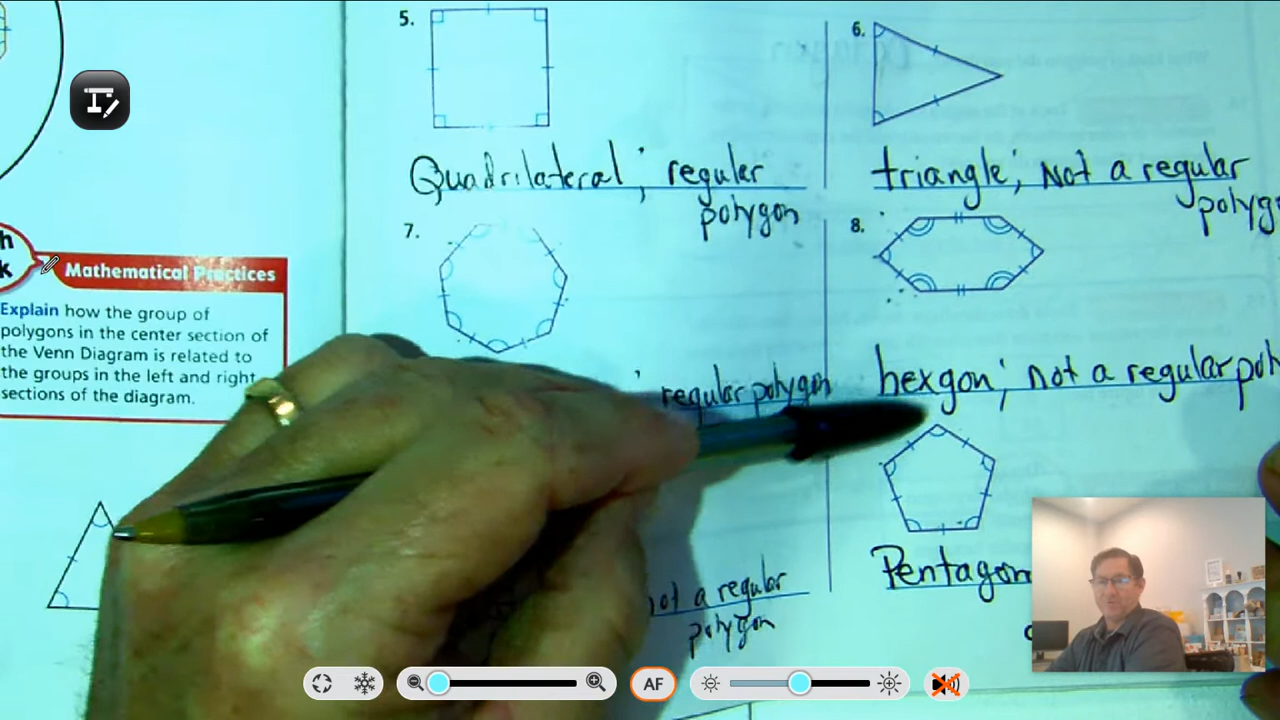 5.
6.
Quadrilateral; regular
polygon
triangle; Not a regular
polyg
7.
8.
h
k
Mathematical Practices
Explain how the group of
polygons in the center section of
the Venn Diagram is related to
the groups in the left and right
sections of the diagram.
; regular polygon
hexgon; not a regular pol
not a regular
polygon
Pentagon
AF